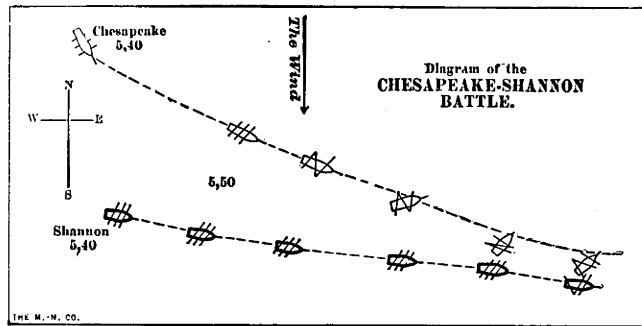 Chesapeake
5,40
The Wind
Diagram of the
CHESAPEAKE-SHANNON
BATTLE.
N
W E
S
5,50
Shannon
5,40
THE M.-N. CO.